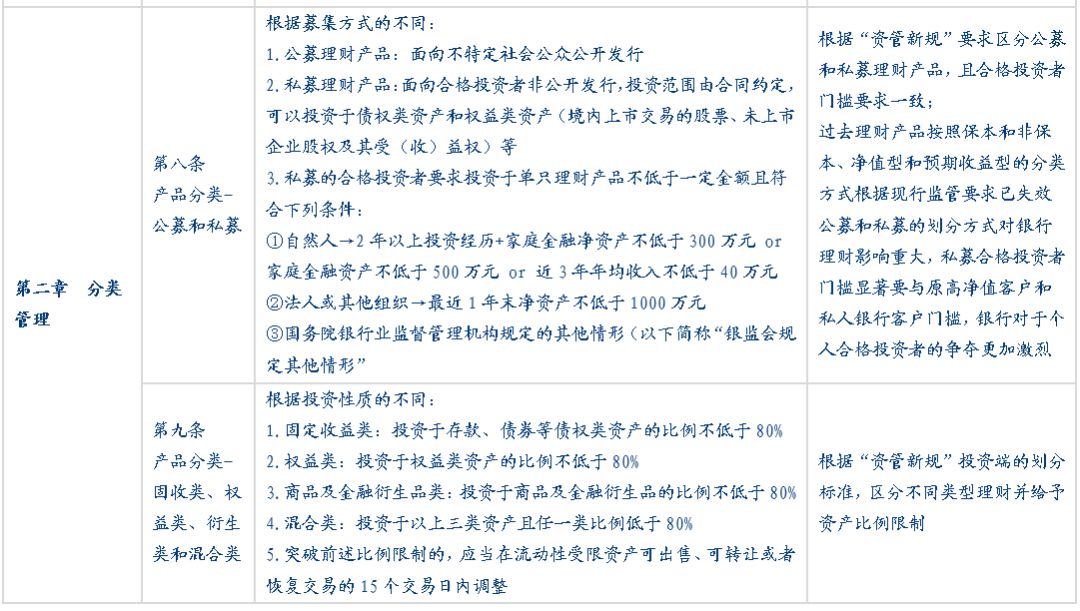 第二章 分类
管理
第八条
产品分类-
公募和私募
根据募集方式的不同：
1.公募理财产品：面向不特定社会公众公开发行
2.私募理财产品：面向合格投资者非公开发行，投资范围由合同约定，
可以投资于债权类资产和权益类资产（境内上市交易的股票、未上市
企业股权及其受（收）益权）等
3.私募的合格投资者要求投资于单只理财产品不低于一定金额且符
合下列条件：
①自然人→2年以上投资经历+家庭金融净资产不低于300万元 or
家庭金融资产不低于500万元 or 近3年年均收入不低于40万元
②法人或其他组织→最近1年末净资产不低于1000万元
③国务院银行业监督管理机构规定的其他情形（以下简称“银监会规
定其他情形”
根据“资管新规”要求区分公募
和私募理财产品，且合格投资者
门槛要求一致；
过去理财产品按照保本和非保
本、净值型和预期收益型的分类
方式根据现行监管要求已失效
公募和私募的划分方式对银行
理财影响重大，私募合格投资者
门槛显著要与原高净值客户和
私人银行客户门槛，银行对于个
人合格投资者的争夺更加激烈
第九条
产品分类-
固收类、权
益类、衍生
类和混合类
根据投资性质的不同：
1.固定收益类：投资于存款、债券等债权类资产的比例不低于80%
2.权益类：投资于权益类资产的比例不低于80%
3.商品及金融衍生品类：投资于商品及金融衍生品的比例不低于80%
4.混合类：投资于以上三类资产且任一类比例低于80%
5.突破前述比例限制的，应当在流动性受限资产可出售、可转让或者
恢复交易的15个交易日内调整
根据“资管新规”投资端的划分
标准，区分不同类型理财并给予
资产比例限制